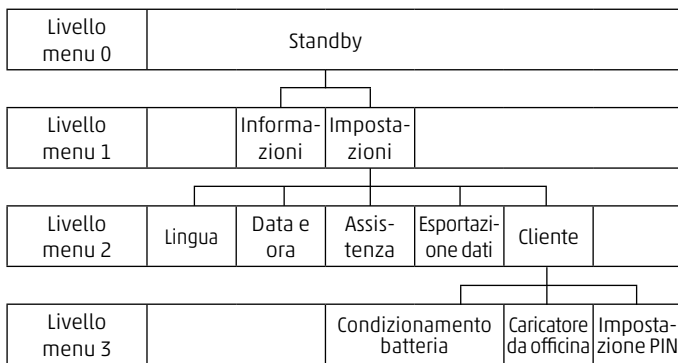 Livello
menu 0
Standby
Livello
menu 1
Informa-
zioni
Imposta-
zioni
Livello
menu 2
Lingua
Data e
ora
Assis-
tenza
Esportazi-
one dati
Cliente
Livello
menu 3
Condizionamento
batteria
Caricatore
da officina
Imposta-
zione PIN